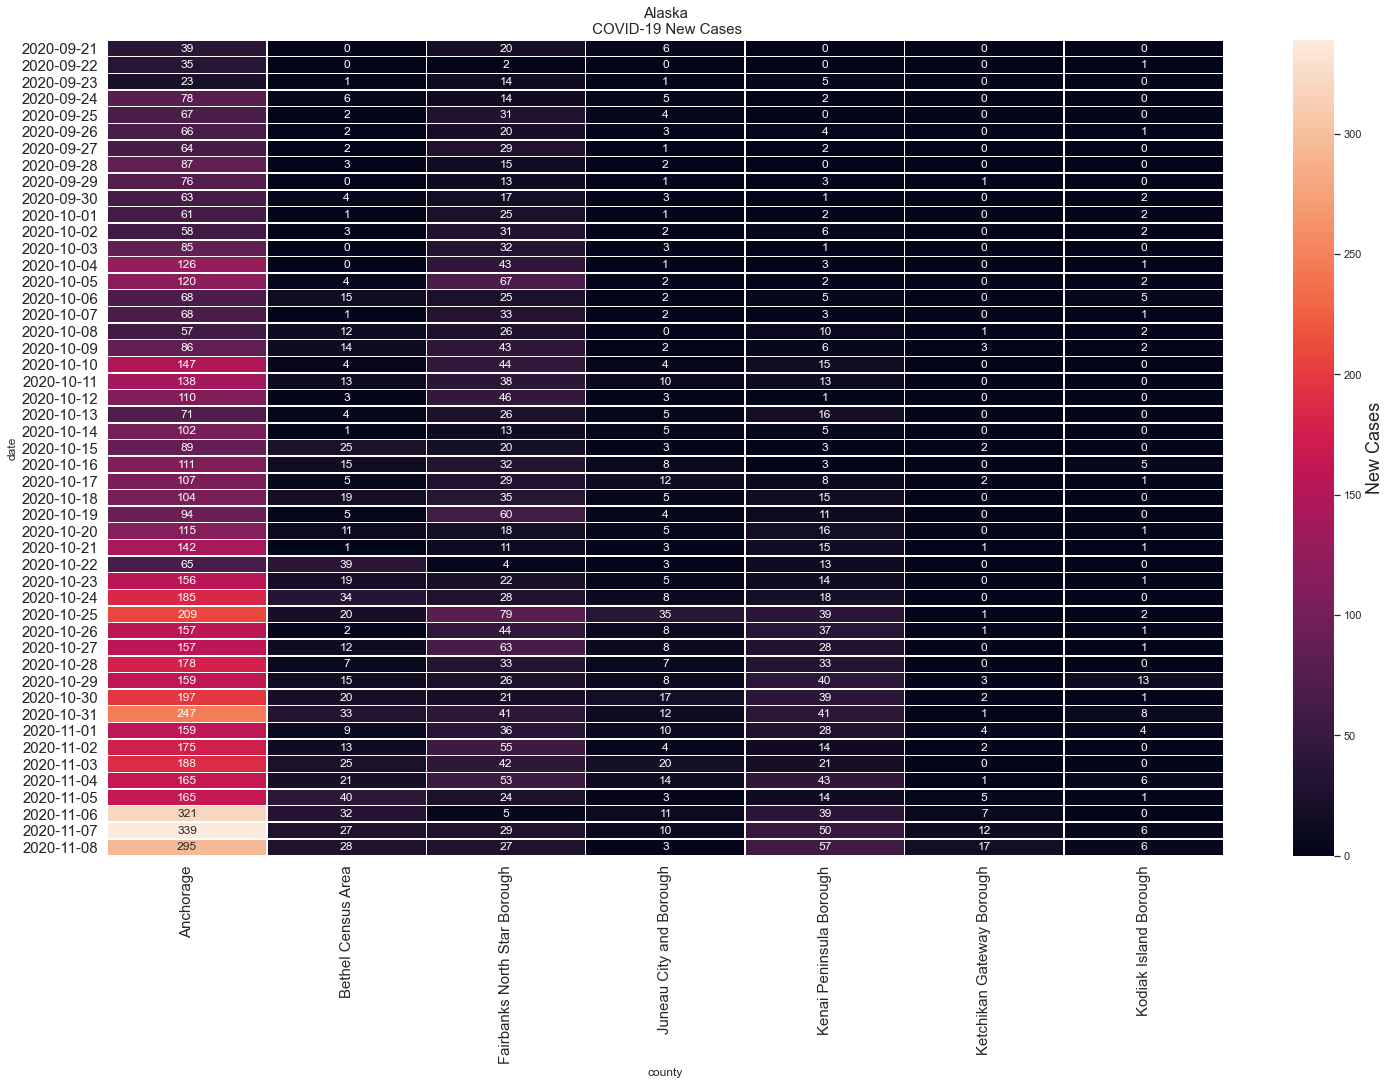 Alaska
COVID-19 New Cases
2020-09-21 39 0 20 6 0 0 0
2020-09-22 35 0 2 0 0 0 1
2020-09-23 23 1 14 1 5 0 0
2020-09-24 78 6 14 5 2 0 0
2020-09-25 67 2 31 4 0 0 0
2020-09-26 66 2 20 3 4 0 1
2020-09-27 64 2 29 1 2 0 0
2020-09-28 87 3 15 2 0 0 0
2020-09-29 76 0 13 1 3 1 0
2020-09-30 63 4 17 3 1 0 2
2020-10-01 61 1 25 1 2 0 2
2020-10-02 58 3 31 2 6 0 2
2020-10-03 85 0 32 3 1 0 0
2020-10-04 126 0 43 1 3 0 1
2020-10-05 120 4 67 2 2 0 2
2020-10-06 68 15 25 2 5 0 5
2020-10-07 68 1 33 2 3 0 1
2020-10-08 57 12 26 0 10 1 2
2020-10-09 86 14 43 2 6 3 2
2020-10-10 147 4 44 4 15 0 0
2020-10-11 138 13 38 10 13 0 0
2020-10-12 110 3 46 3 1 0 0
2020-10-13 71 4 26 5 16 0 0
2020-10-14 102 1 13 5 5 0 0
2020-10-15 89 25 20 3 3 2 0
2020-10-16 111 15 32 8 3 0 5
2020-10-17 107 5 29 12 8 2 1
2020-10-18 104 19 35 5 15 0 0
2020-10-19 94 5 60 4 11 0 0
2020-10-20 115 11 18 5 16 0 1
2020-10-21 142 1 11 3 15 1 1
2020-10-22 65 39 4 3 13 0 0
2020-10-23 156 19 22 5 14 0 1
2020-10-24 185 34 28 8 18 0 0
2020-10-25 209 20 79 35 39 1 2
2020-10-26 157 2 44 8 37 1 1
2020-10-27 157 12 63 8 28 0 1
2020-10-28 178 7 33 7 33 0 0
2020-10-29 159 15 26 8 40 3 13
2020-10-30 197 20 21 17 39 2 1
2020-10-31 247 33 41 12 41 1 8
2020-11-01 159 9 36 10 28 4 4
2020-11-02 175 13 55 4 14 2 0
2020-11-03 188 25 42 20 21 0 0
2020-11-04 165 21 53 14 43 1 6
2020-11-05 165 40 24 3 14 5 1
2020-11-06 321 32 5 11 39 7 0
2020-11-07 339 27 29 10 50 12 6
2020-11-08 295 28 27 3 57 17 6
date
Anchorage
Bethel Census Area
Fairbanks North Star Borough
Juneau City and Borough
Kenai Peninsula Borough
Ketchikan Gateway Borough
Kodiak Island Borough
county
300
250
200
150
100
50
0
New Cases